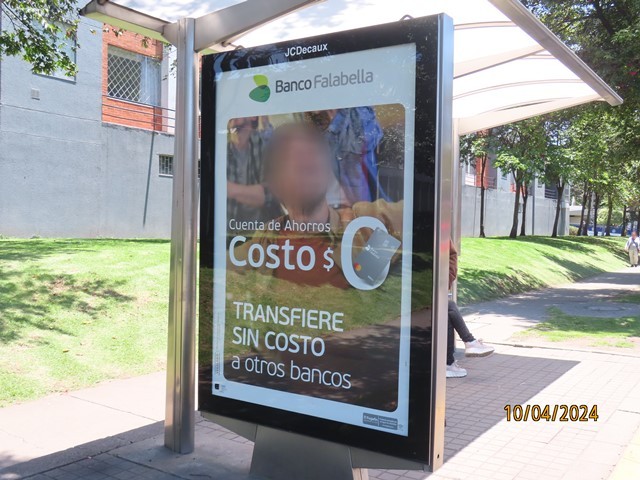 JCDecaux
Banco Falabella
Cuenta de Ahorros
Costo $0
TRANSFIERE
SIN COSTO
a otros bancos
10/04/2024